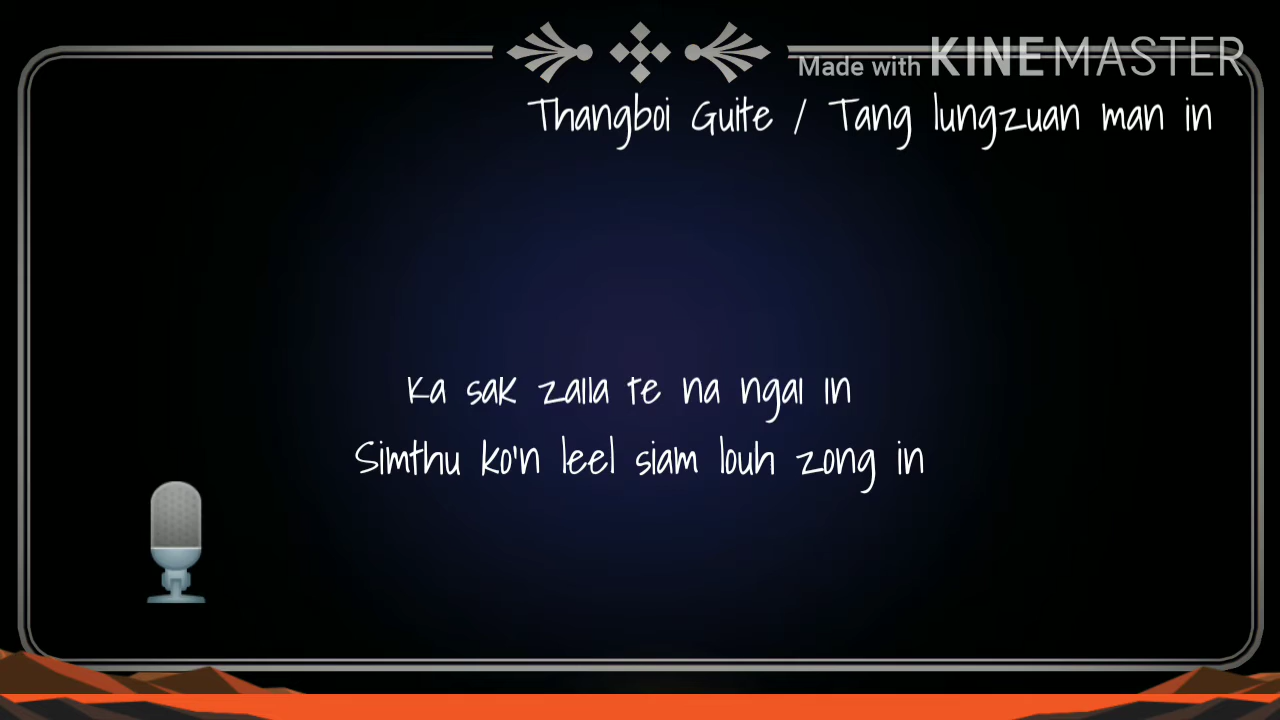 Made with KINEMASTER
Thangboi Guite / Tang lungzuan man in
Ka sak zaila te na ngai in
Simthu ko'n leel siam louh zong in